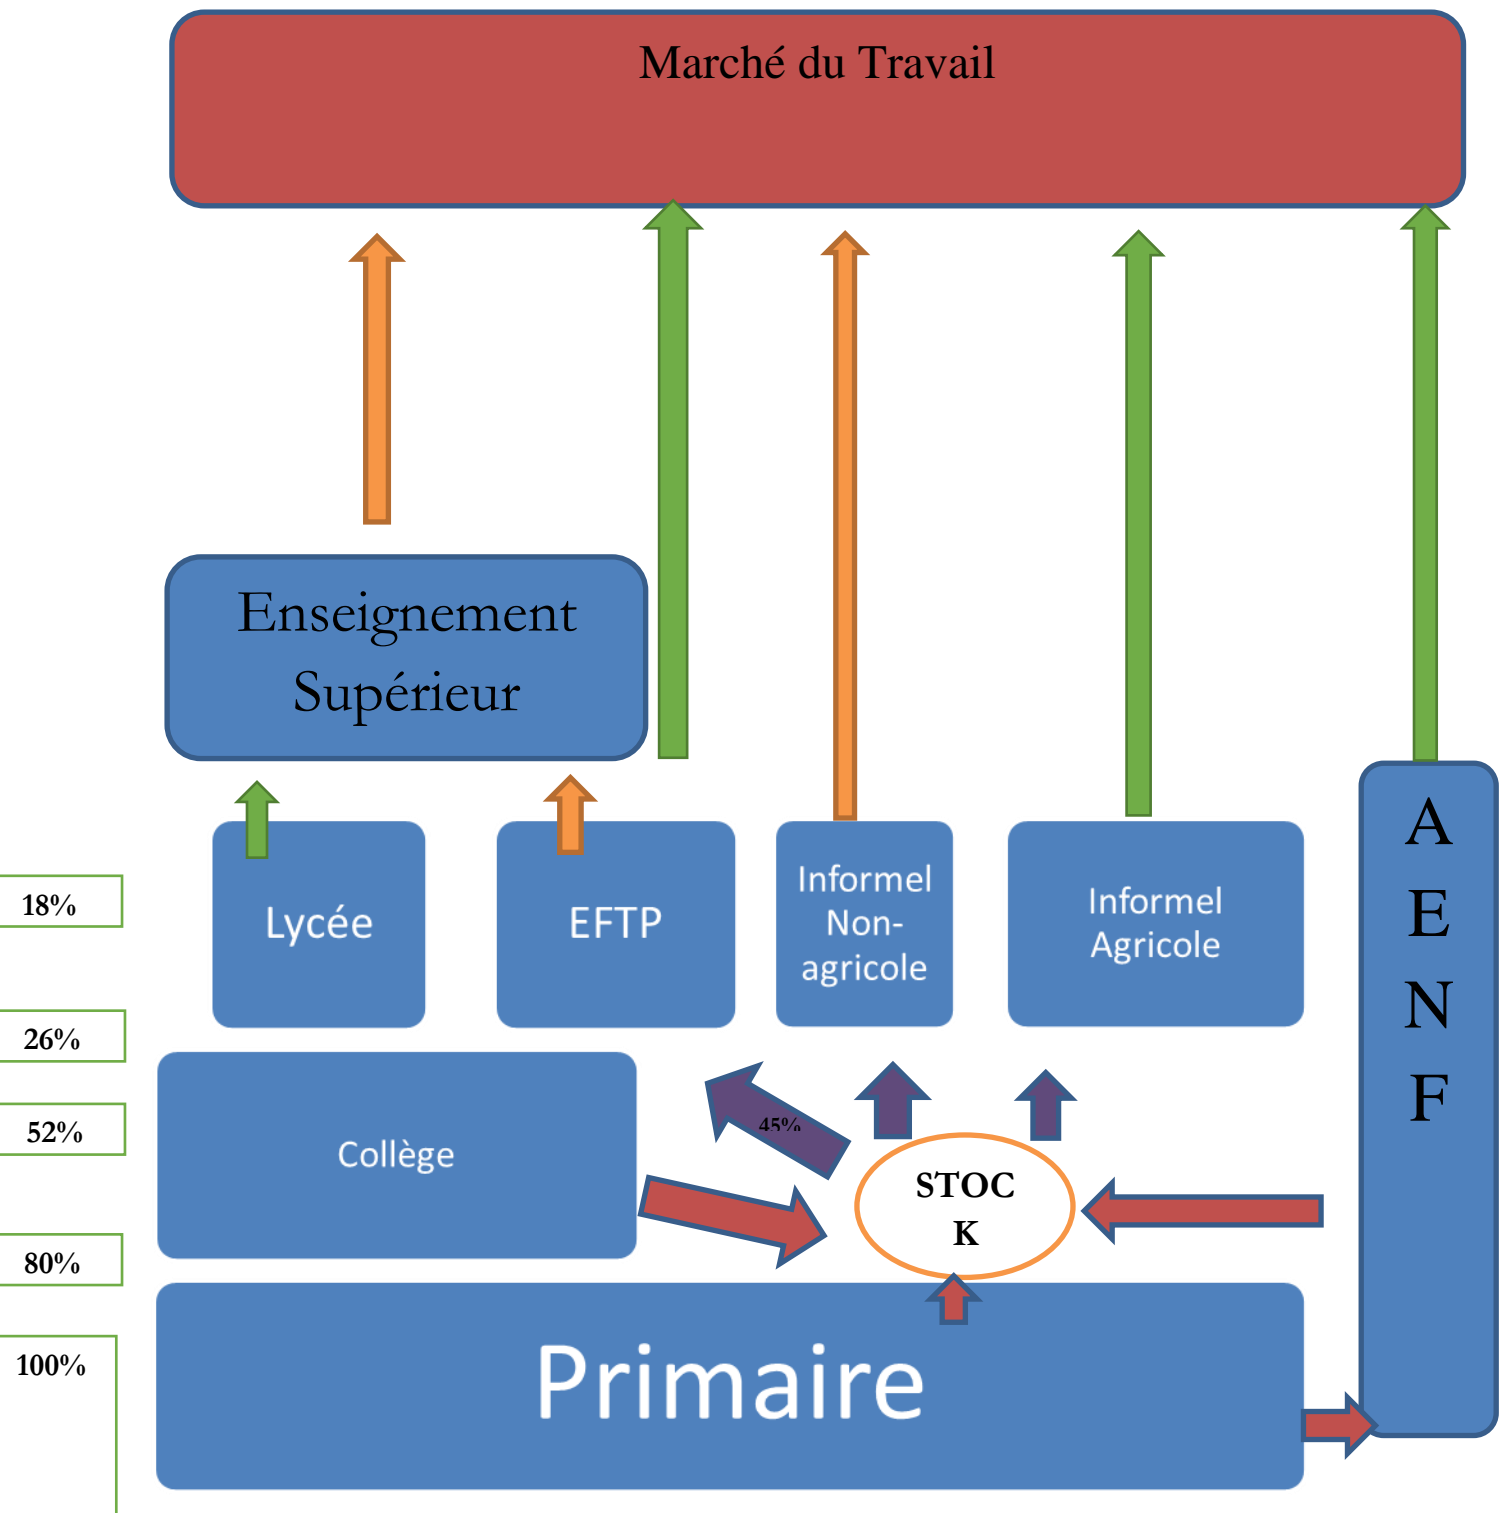 Marché du Travail
Enseignement
Supérieur
A
E
N
F
18%
Lycée
EFTP
Informel
Non-
agricole
Informel
Agricole
26%
52%
45%
Collège
STOC
K
80%
100%
Primaire